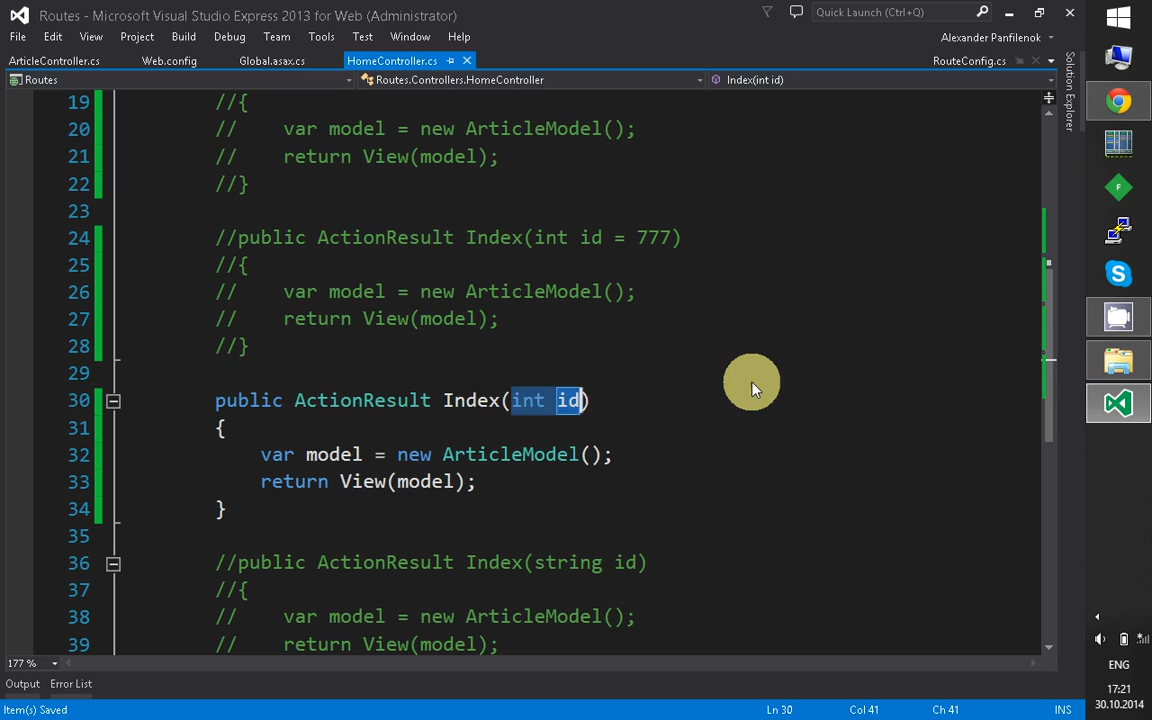 Routes - Microsoft Visual Studio Express 2013 for Web (Administrator)
Quick Launch (Ctrl+Q)
File Edit View Project Build Debug Team Tools Test Window Help
Alexander Panfilenok
ArticleController.cs Web.config Global.asax.cs HomeController.cs RouteConfig.cs
Routes Routes.Controllers.HomeController Index(int id)
Solution Explorer
19 //{
20 // var model = new ArticleModel();
21 // return View(model);
22 //}
23
24 //public ActionResult Index(int id = 777)
25 //{
26 // var model = new ArticleModel();
27 // return View(model);
28 //}
29
30 public ActionResult Index(int id)
31 {
32 var model = new ArticleModel();
33 return View(model);
34 }
35
36 //public ActionResult Index(string id)
37 //{
38 // var model = new ArticleModel();
39 // return View(model);
177 %
Output Error List
Item(s) Saved Ln 30 Col 41 Ch 41 INS
F
S
ENG
17:21
30.10.2014